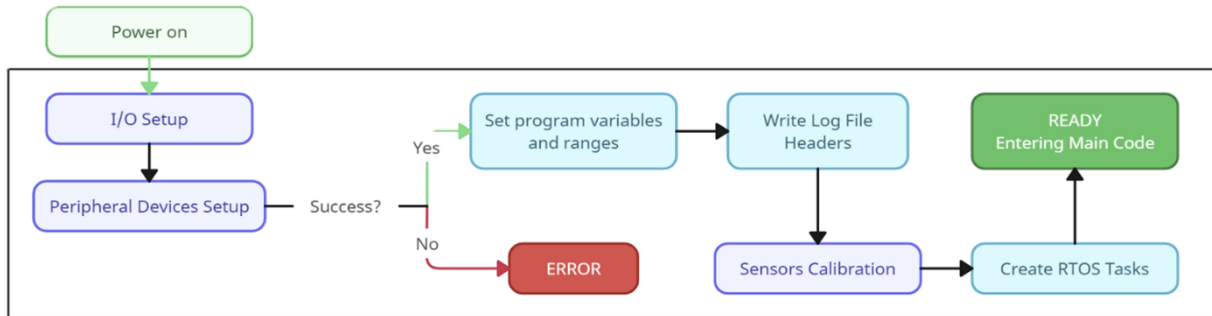 Power on
I/O Setup
Peripheral Devices Setup
Success?
Yes
No
Set program variables
and ranges
ERROR
Write Log File
Headers
Sensors Calibration
Create RTOS Tasks
READY
Entering Main Code